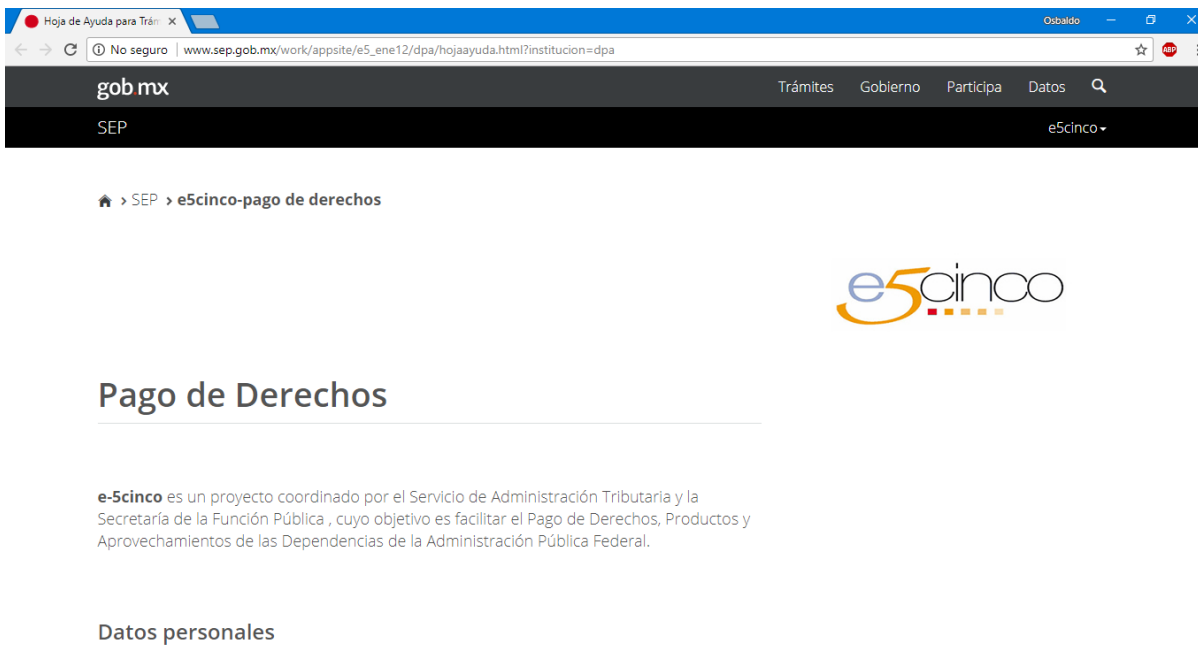 Hoja de Ayuda para Trám
Osbaldo
No seguro | www.sep.gob.mx/work/appsite/e5_ene12/dpa/hojaayuda.html?institucion=dpa
ABP
gob.mx Trámites Gobierno Participa Datos
SEP e5cinco
> SEP > e5cinco-pago de derechos
e5cinco
Pago de Derechos
e-5cinco es un proyecto coordinado por el Servicio de Administración Tributaria y la
Secretaría de la Función Pública , cuyo objetivo es facilitar el Pago de Derechos, Productos y
Aprovechamientos de las Dependencias de la Administración Pública Federal.
Datos personales